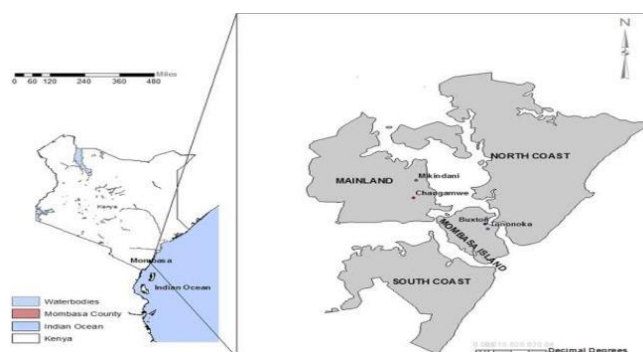 Miles
0 60 120 240 360 480
Kenya
Mombasa
Indian Ocean
Waterbodies
Mombasa County
Indian Ocean
Kenya
N
NORTH COAST
MAINLAND
Mikindani
Changamwe
Buxton
MOMBASA ISLAND
SOUTH COAST
Decimal Degrees